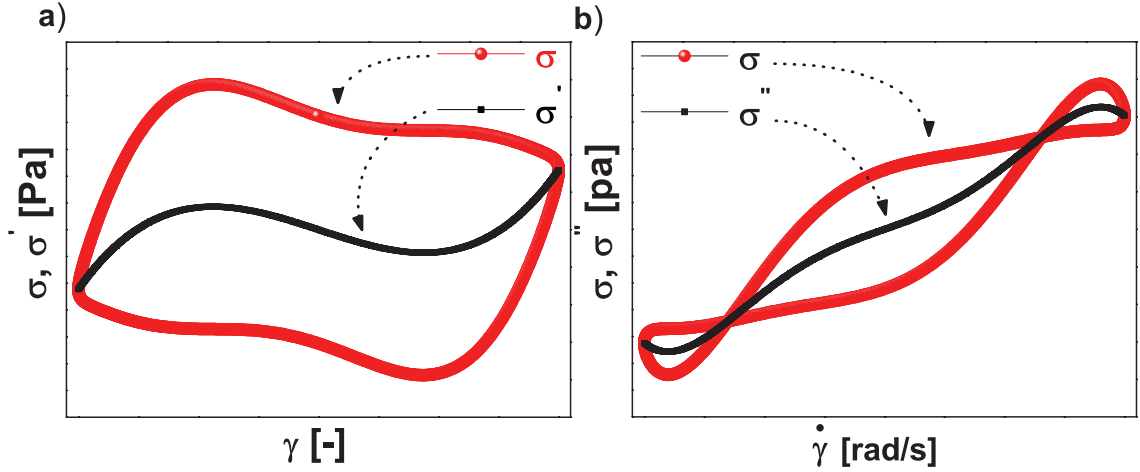 a)
σ
σ'
σ, σ' [Pa]
γ [-]
b)
σ
σ''
σ, σ'' [pa]
γ̇ [rad/s]